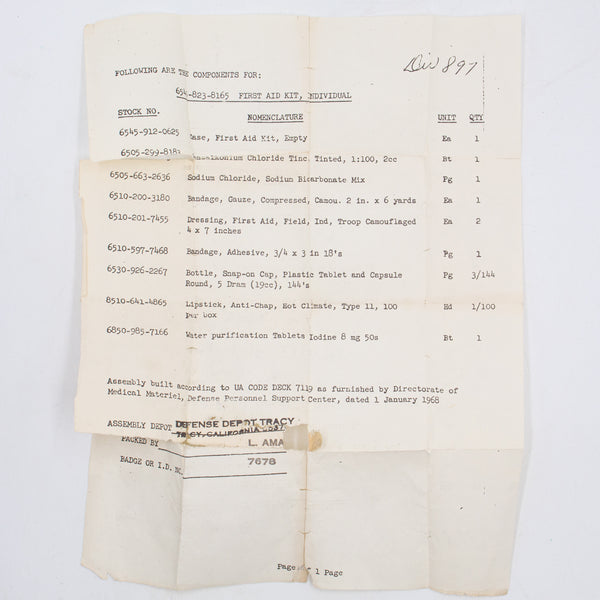 897
FOLLOWING ARE THE COMPONENTS FOR:
654-823-8165 FIRST AID KIT, INDIVIDUAL
STOCK NO. NOMENCLATURE UNIT QTY
6545-912-0625 Case, First Aid Kit, Empty Ea 1
6505-299-8183 Chloride Tinc. Tinted, 1:100, 2cc Bt 1
6505-663-2636 Sodium Chloride, Sodium Bicarbonate Mix Pg 1
6510-200-3180 Bandage, Gauze, Compressed, Camou. 2 in. x 6 yards Ea 1
6510-201-7455 Dressing, First Aid, Field, Ind, Troop Camouflaged Ea 2
4 x 7 inches
6510-597-7468 Bandage, Adhesive, 3/4 x 3 in 18's Pg 1
6530-926-2267 Bottle, Snap-on Cap, Plastic Tablet and Capsule Pg 3/144
Round, 5 Dram (19cc), 144's
8510-641-4865 Lipstick, Anti-Chap, Hot Climate, Type 11, 100 Bd 1/100
Per box
6850-985-7166 Water purification Tablets Iodine 8 mg 50s Bt 1
Assembly built according to UA CODE DECK 7119 as furnished by Directorate of
Medical Materiel, Defense Personnel Support Center, dated 1 January 1968
ASSEMBLY DEPOT DEFENSE DEPOT TRACY
TRACY, CALIFORNIA
PACKED BY L. AMA
BADGE OR I.D. NO. 7678
Page 1 Page